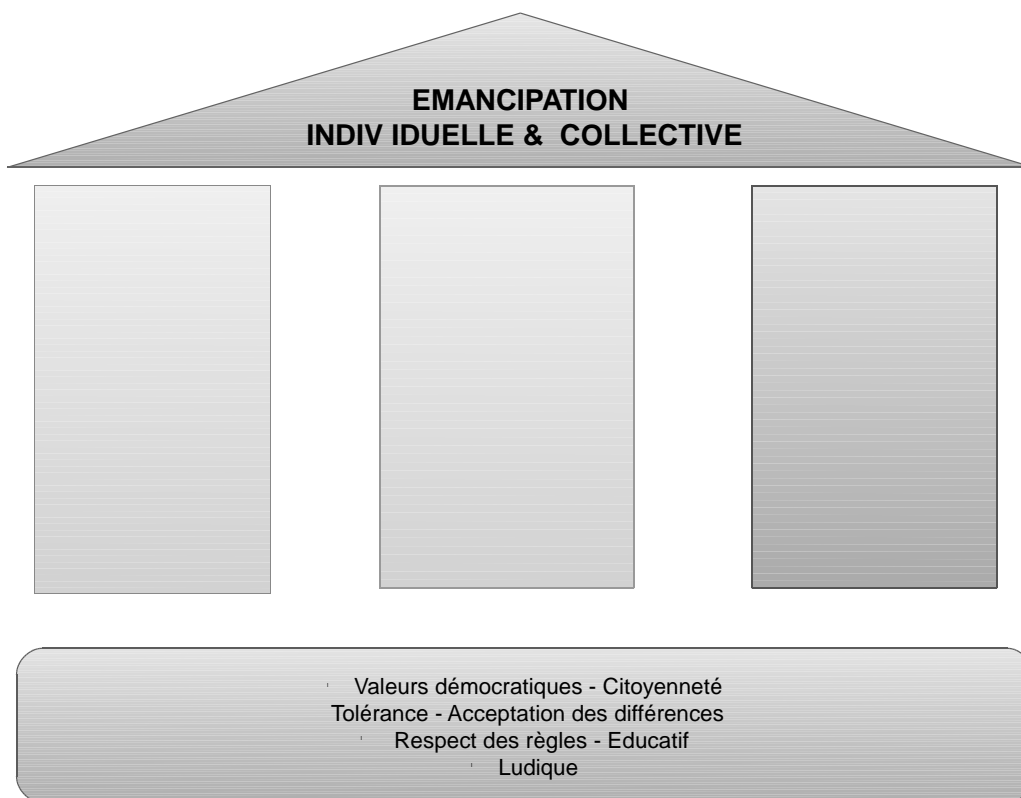 EMANCIPATION
INDIV IDUELLE & COLLECTIVE
Valeurs démocratiques - Citoyenneté
Tolérance - Acceptation des différences
Respect des règles - Educatif
Ludique